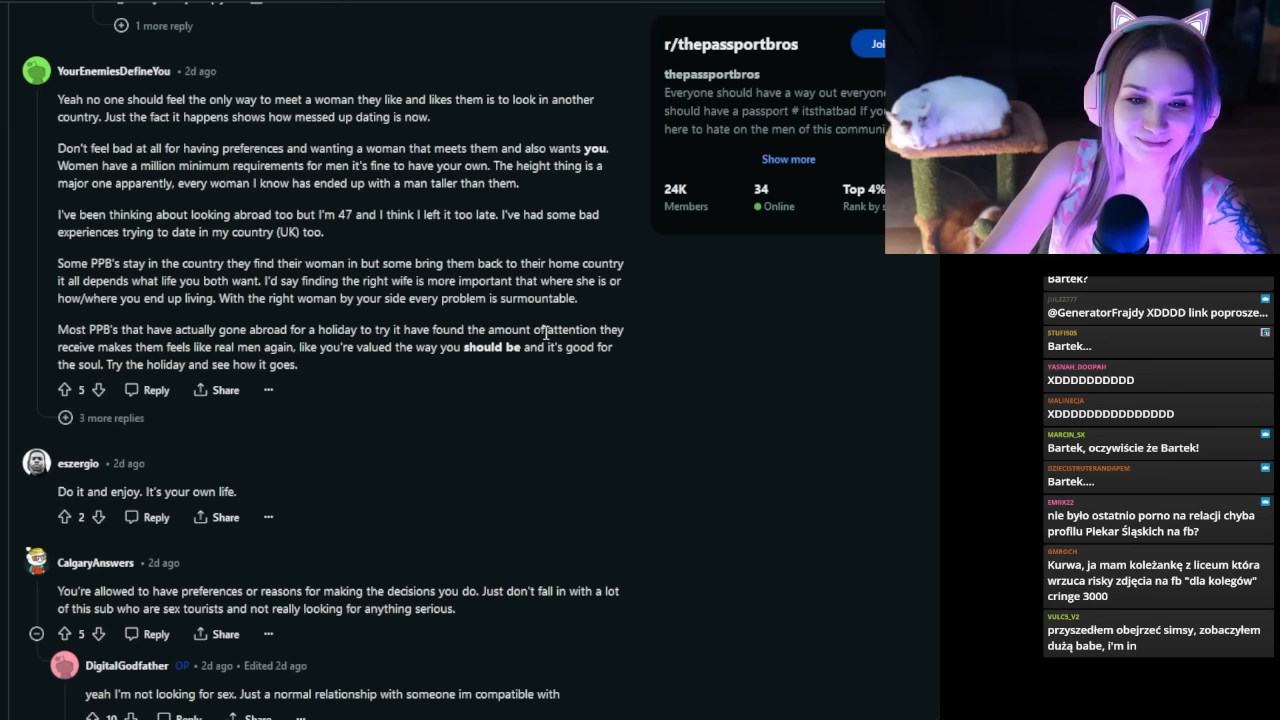 1 more reply
YourEnemiesDefineYou • 2d ago
Yeah no one should feel the only way to meet a woman they like and likes them is to look in another
country. Just the fact it happens shows how messed up dating is now.
Don't feel bad at all for having preferences and wanting a woman that meets them and also wants you.
Women have a million minimum requirements for men it's fine to have your own. The height thing is a
major one apparently, every woman I know has ended up with a man taller than them.
I've been thinking about looking abroad too but I'm 47 and I think I left it too late. I've had some bad
experiences trying to date in my country (UK) too.
Some PPB's stay in the country they find their woman in but some bring them back to their home country
it all depends what life you both want. I'd say finding the right wife is more important that where she is or
how/where you end up living. With the right woman by your side every problem is surmountable.
Most PPB's that have actually gone abroad for a holiday to try it have found the amount of attention they
receive makes them feels like real men again, like you're valued the way you should be and it's good for
the soul. Try the holiday and see how it goes.
5 Reply Share ...
3 more replies
eszergio • 2d ago
Do it and enjoy. It's your own life.
2 Reply Share ...
CalgaryAnswers • 2d ago
You're allowed to have preferences or reasons for making the decisions you do. Just don't fall in with a lot
of this sub who are sex tourists and not really looking for anything serious.
5 Reply Share ...
DigitalGodfather OP • 2d ago • Edited 2d ago
yeah I'm not looking for sex. Just a normal relationship with someone im compatible with
10 Reply Share ...
r/thepassportbros
Joi
thepassportbros
Everyone should have a way out everyone
should have a passport # itsthatbad If you
here to hate on the men of this communi
Show more
24K 34 Top 4%
Members Online Rank by s
Bartek?
JUL22777
@GeneratorFrajdy XDDDD link poprosze...
STUFI505
Bartek...
YASNAH_DOOPAH
XDDDDDDDDDD
MALINECJA
XDDDDDDDDDDDDDDD
MARCIN_SX
Bartek, oczywiście że Bartek!
DZIECISTRUTERANDAPEM
Bartek....
EMIIX22
nie było ostatnio porno na relacji chyba
profilu Piekar Śląskich na fb?
GMROCH
Kurwa, ja mam koleżankę z liceum która
wrzuca risky zdjęcia na fb "dla kolegów"
cringe 3000
VULC5_V2
przyszedłem obejrzeć simsy, zobaczyłem
dużą babe, i'm in